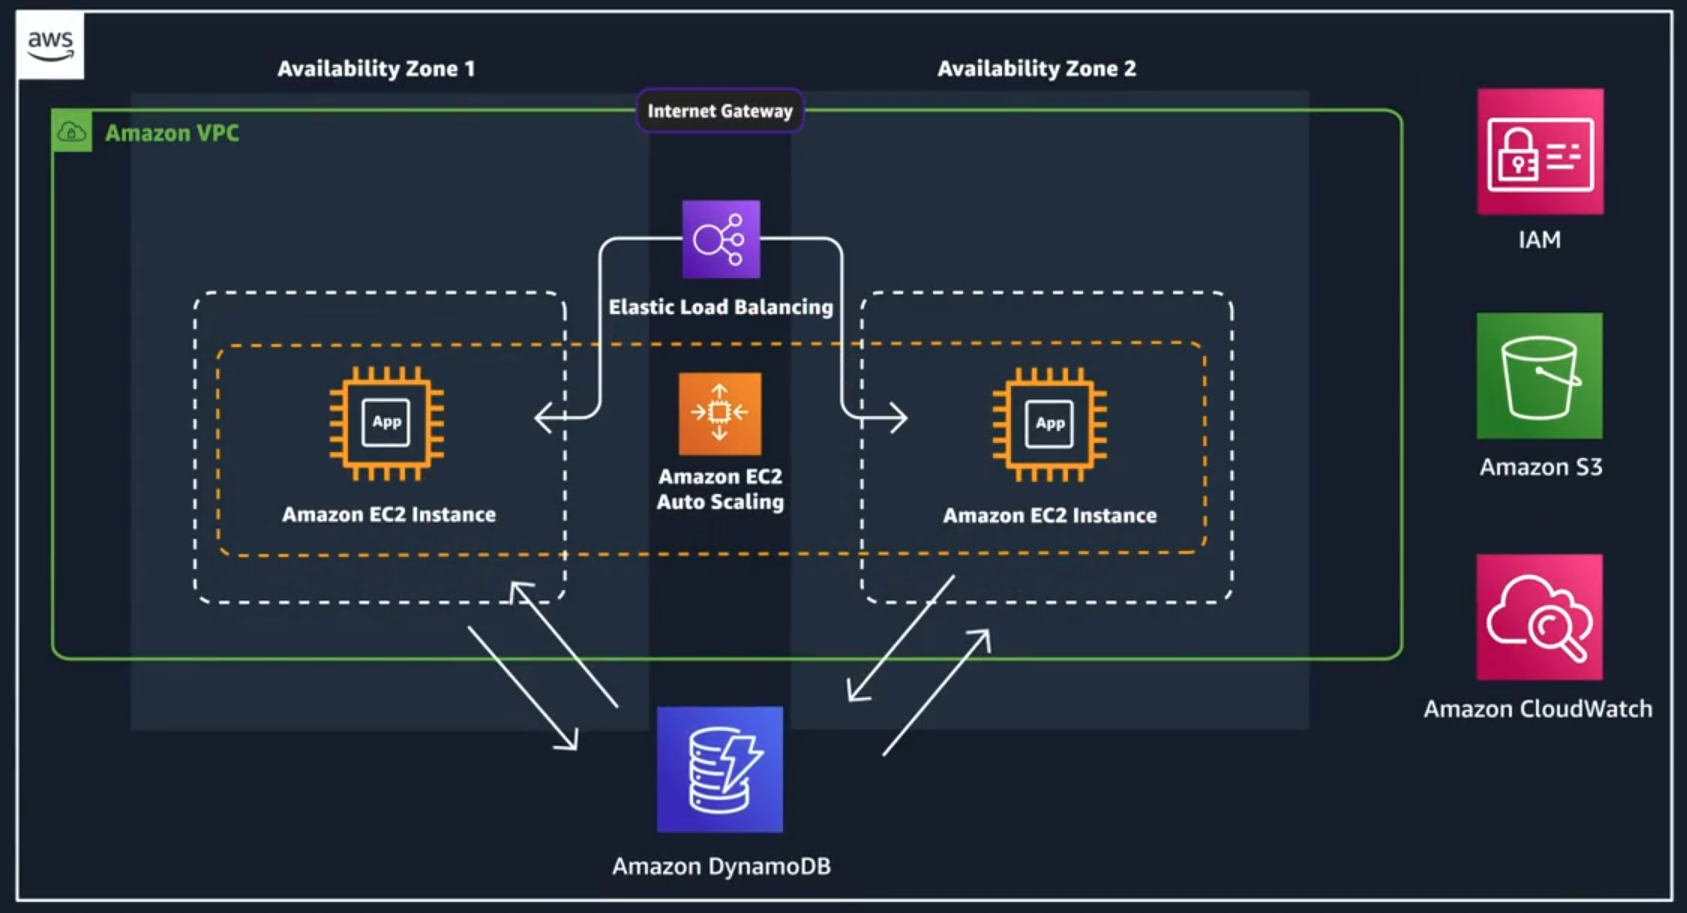 aws
Availability Zone 1
Availability Zone 2
Internet Gateway
Amazon VPC
IAM
Elastic Load Balancing
App
App
Amazon EC2
Auto Scaling
Amazon EC2 Instance
Amazon EC2 Instance
Amazon S3
Amazon CloudWatch
Amazon DynamoDB